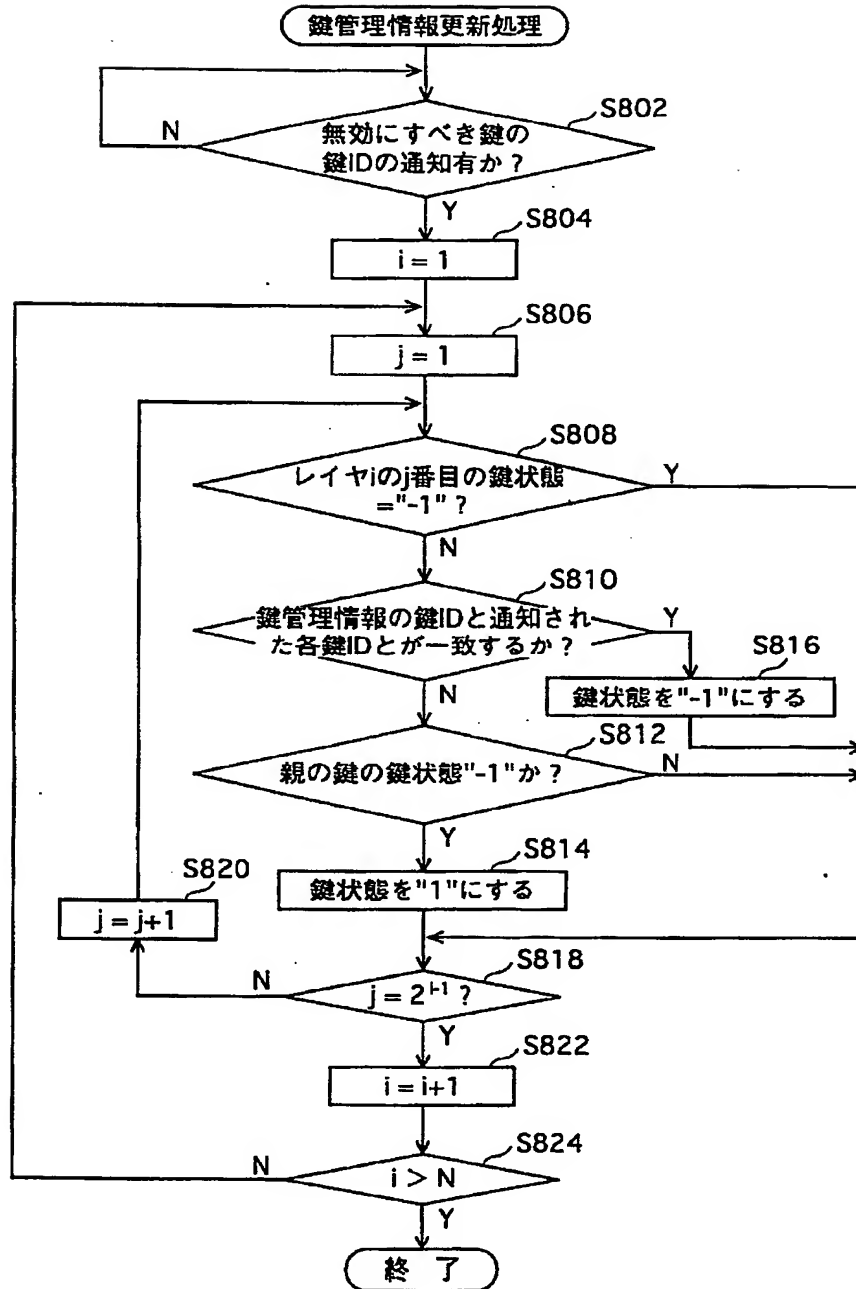 鍵管理情報更新処理
S802
無効にすべき鍵の
鍵IDの通知有か？
N
Y
S804
i = 1
S806
j = 1
S808
レイヤiのj番目の鍵状態
="-1"？
Y
N
S810
鍵管理情報の鍵IDと通知され
た各鍵IDとが一致するか？
Y
N
S816
鍵状態を"-1"にする
S812
親の鍵の鍵状態"-1"か？
N
Y
S814
鍵状態を"1"にする
S820
j = j+1
S818
j = 2^i-1？
N
Y
S822
i = i+1
S824
i > N
N
Y
終 了